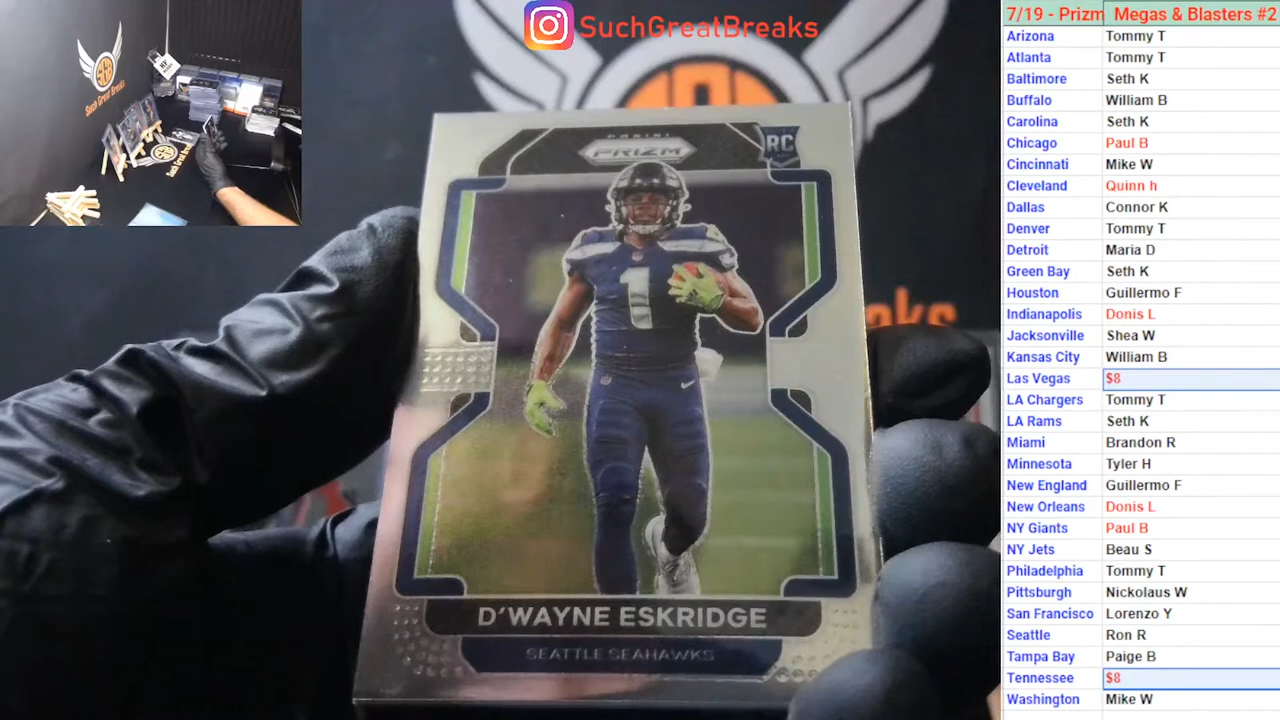 SuchGreatBreaks
7/19 - Prizm Megas & Blasters #2
Arizona Tommy T
Atlanta Tommy T
Baltimore Seth K
Buffalo William B
Carolina Seth K
Chicago Paul B
Cincinnati Mike W
Cleveland Quinn h
Dallas Connor K
Denver Tommy T
Detroit Maria D
Green Bay Seth K
Houston Guillermo F
Indianapolis Donis L
Jacksonville Shea W
Kansas City William B
Las Vegas $8
LA Chargers Tommy T
LA Rams Seth K
Miami Brandon R
Minnesota Tyler H
New England Guillermo F
New Orleans Donis L
NY Giants Paul B
NY Jets Beau S
Philadelphia Tommy T
Pittsburgh Nickolaus W
San Francisco Lorenzo Y
Seattle Ron R
Tampa Bay Paige B
Tennessee $8
Washington Mike W
Such Great Breaks
PANINI
PRIZM
RC
1
D'WAYNE ESKRIDGE
SEATTLE SEAHAWKS